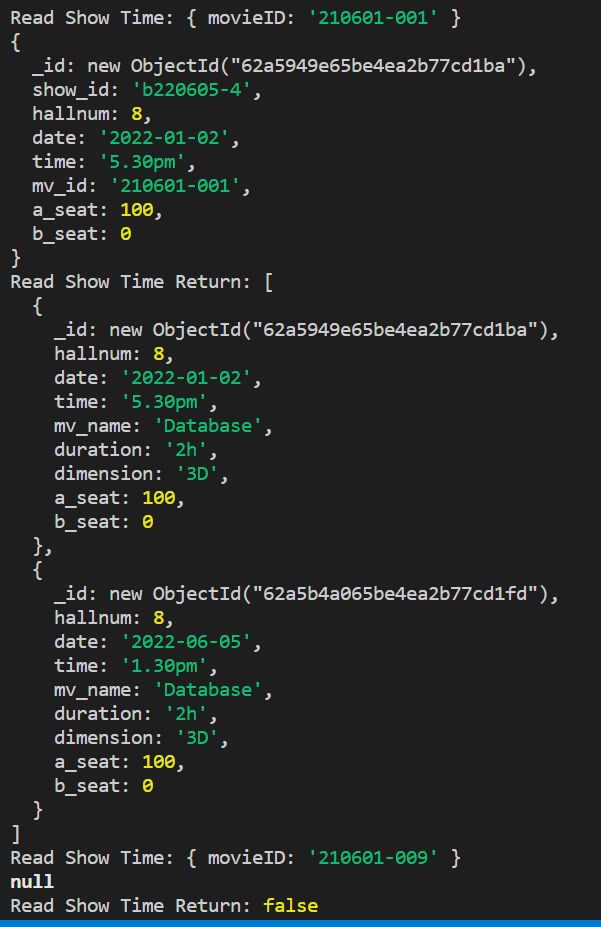 Read Show Time: { movieID: '210601-001' }
{
  _id: new ObjectId("62a5949e65be4ea2b77cd1ba"),
  show_id: 'b220605-4',
  hallnum: 8,
  date: '2022-01-02',
  time: '5.30pm',
  mv_id: '210601-001',
  a_seat: 100,
  b_seat: 0
}
Read Show Time Return: [
  {
    _id: new ObjectId("62a5949e65be4ea2b77cd1ba"),
    hallnum: 8,
    date: '2022-01-02',
    time: '5.30pm',
    mv_name: 'Database',
    duration: '2h',
    dimension: '3D',
    a_seat: 100,
    b_seat: 0
  },
  {
    _id: new ObjectId("62a5b4a065be4ea2b77cd1fd"),
    hallnum: 8,
    date: '2022-06-05',
    time: '1.30pm',
    mv_name: 'Database',
    duration: '2h',
    dimension: '3D',
    a_seat: 100,
    b_seat: 0
  }
]
Read Show Time: { movieID: '210601-009' }
null
Read Show Time Return: false